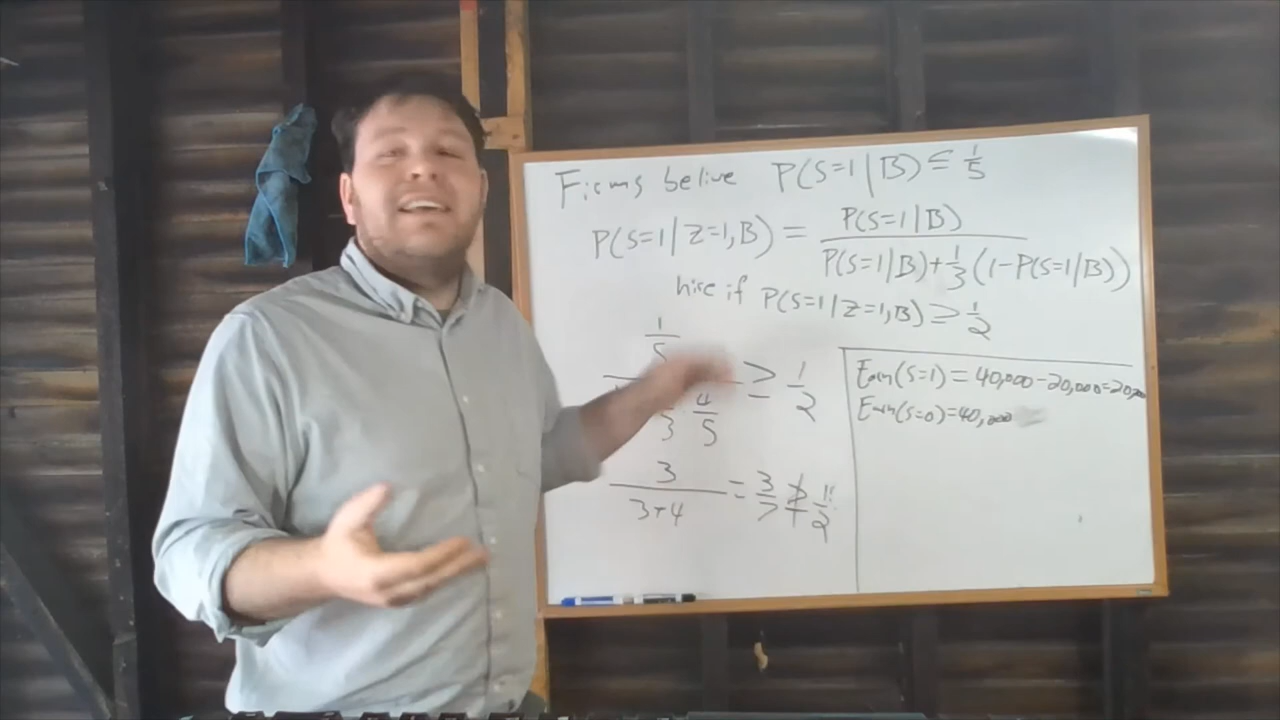 Firms belive P(S=1|B) ≤ 1/5
P(S=1|Z=1,B) = P(S=1|B) / P(S=1|B)+1/3(1-P(S=1|B))
hire if P(S=1/Z=1,B) ≥ 1/2
1/5
3 4/5 ≥ 1/2
3/3+4 = 3/7 ≱ 1/2
Earn(S=1) = 40,000-20,000=20,000
Earn(S=0)=40,000